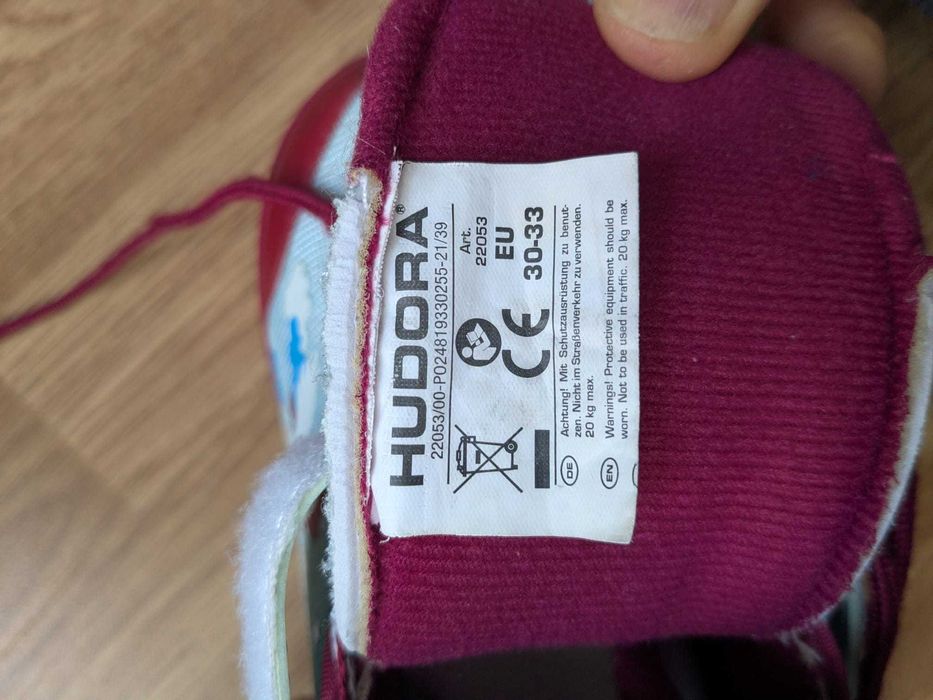 HUDORA®
22053/00-P024819330255-21/39
Art.
22053
EU
30-33
CE
DE
Achtung! Mit Schutzausrüstung zu benut-
zen. Nicht im Straßenverkehr zu verwenden.
20 kg max.
EN
Warnings! Protective equipment should be
worn. Not to be used in traffic. 20 kg max.